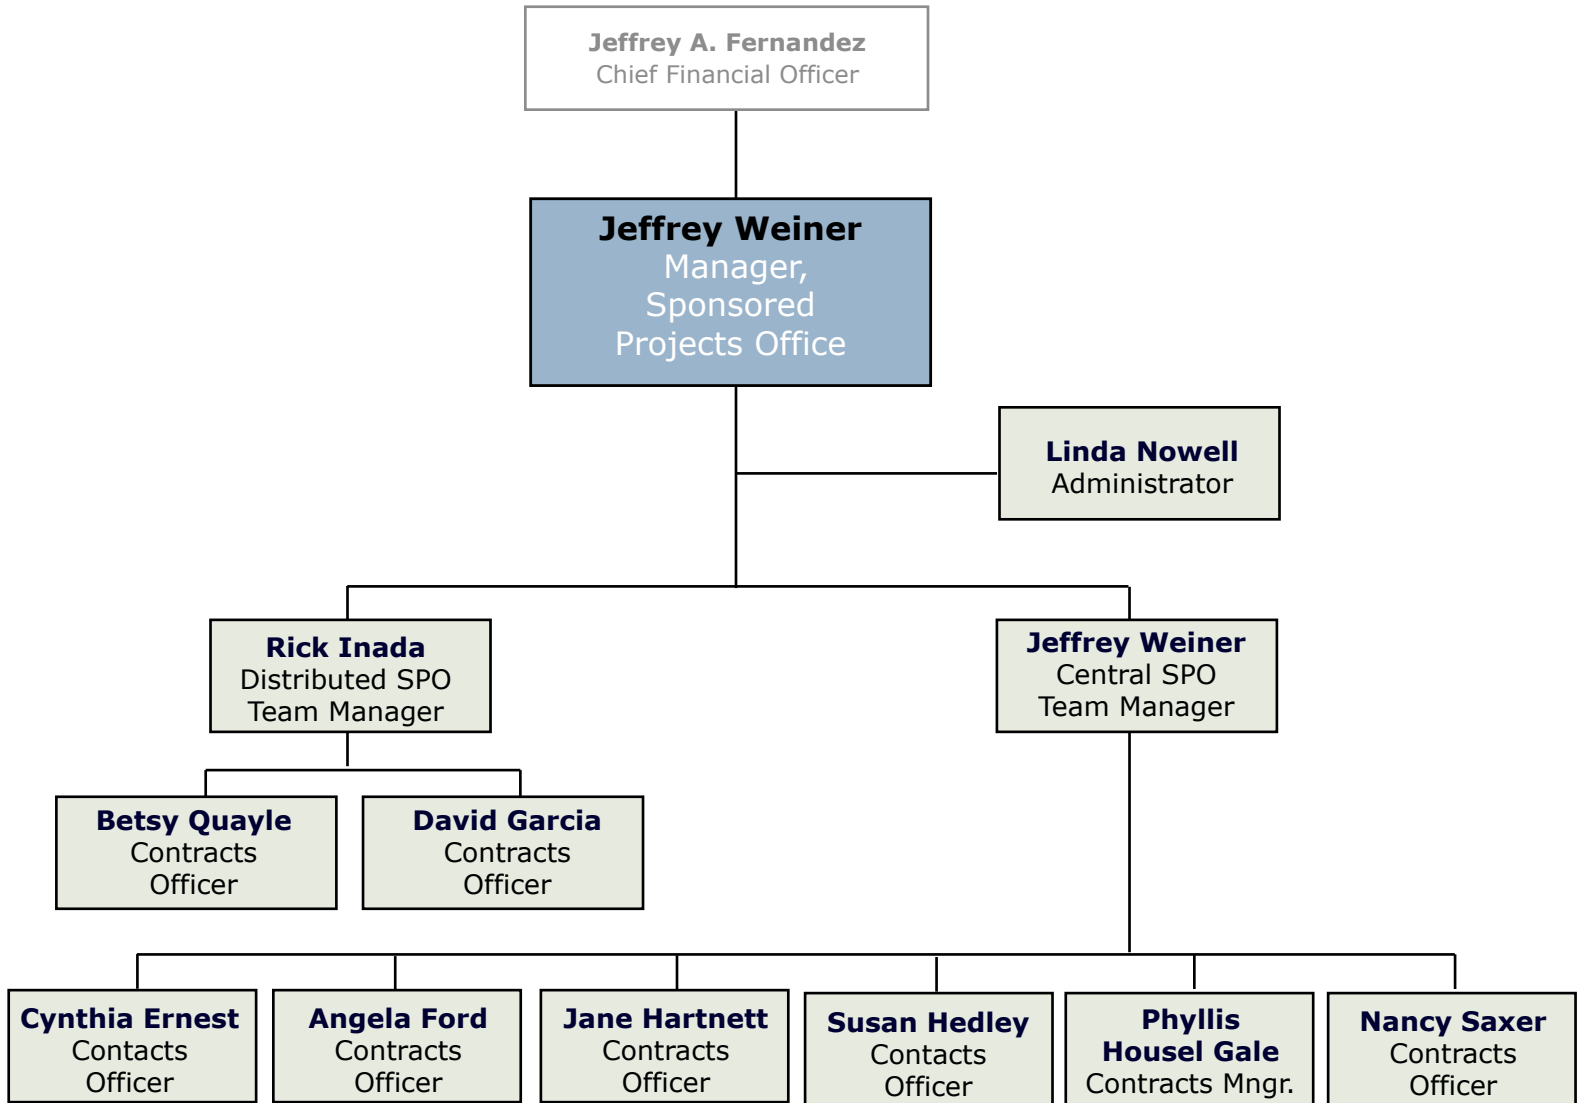 Jeffrey A. Fernandez
Chief Financial Officer
Jeffrey Weiner
Manager,
Sponsored
Projects Office
Linda Nowell
Administrator
Rick Inada
Distributed SPO
Team Manager
Jeffrey Weiner
Central SPO
Team Manager
Betsy Quayle
Contracts
Officer
David Garcia
Contracts
Officer
Cynthia Ernest
Contacts
Officer
Angela Ford
Contracts
Officer
Jane Hartnett
Contracts
Officer
Susan Hedley
Contacts
Officer
Phyllis
Housel Gale
Contracts Mngr.
Nancy Saxer
Contracts
Officer